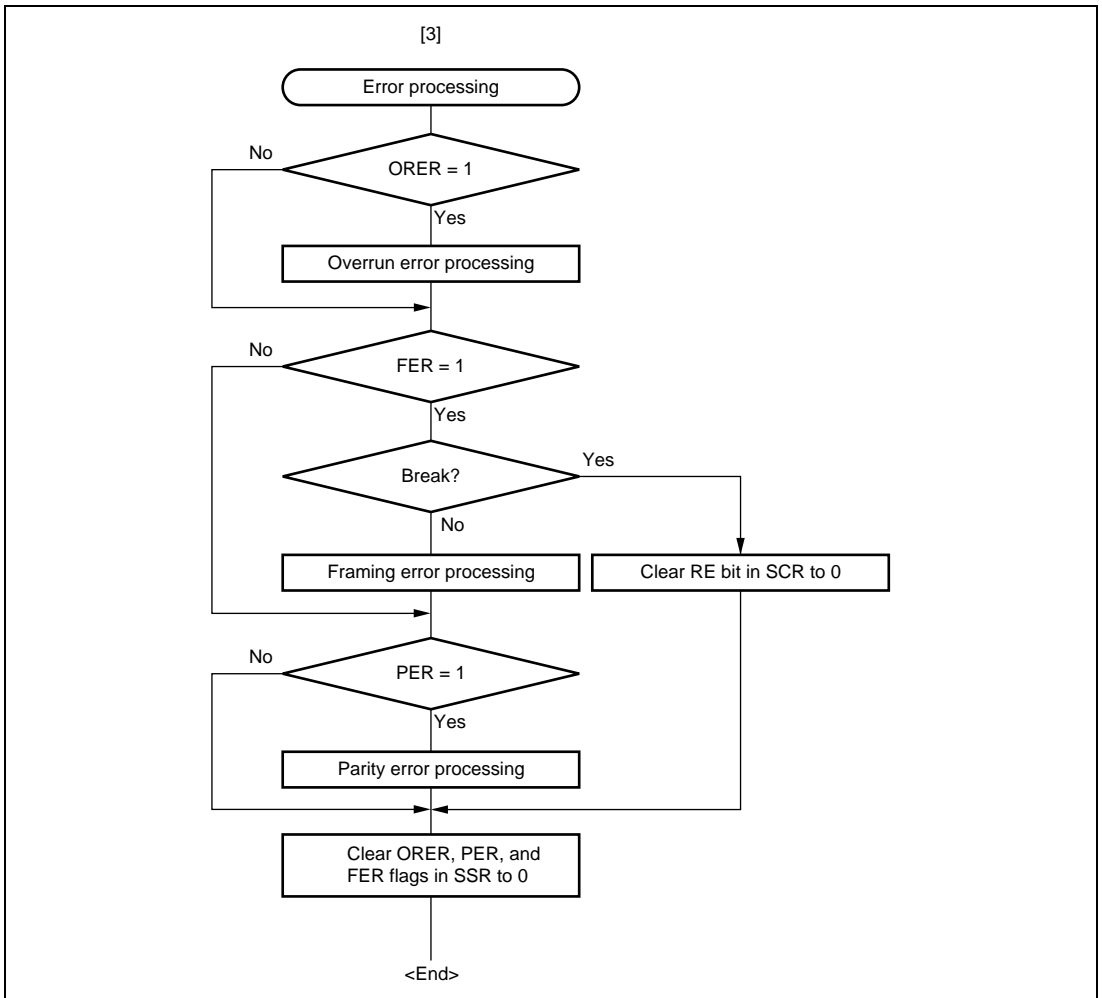 [3]
Error processing
No
ORER = 1
Yes
Overrun error processing
No
FER = 1
Yes
Break?
Yes
No
Framing error processing
Clear RE bit in SCR to 0
No
PER = 1
Yes
Parity error processing
Clear ORER, PER, and
FER flags in SSR to 0
<End>